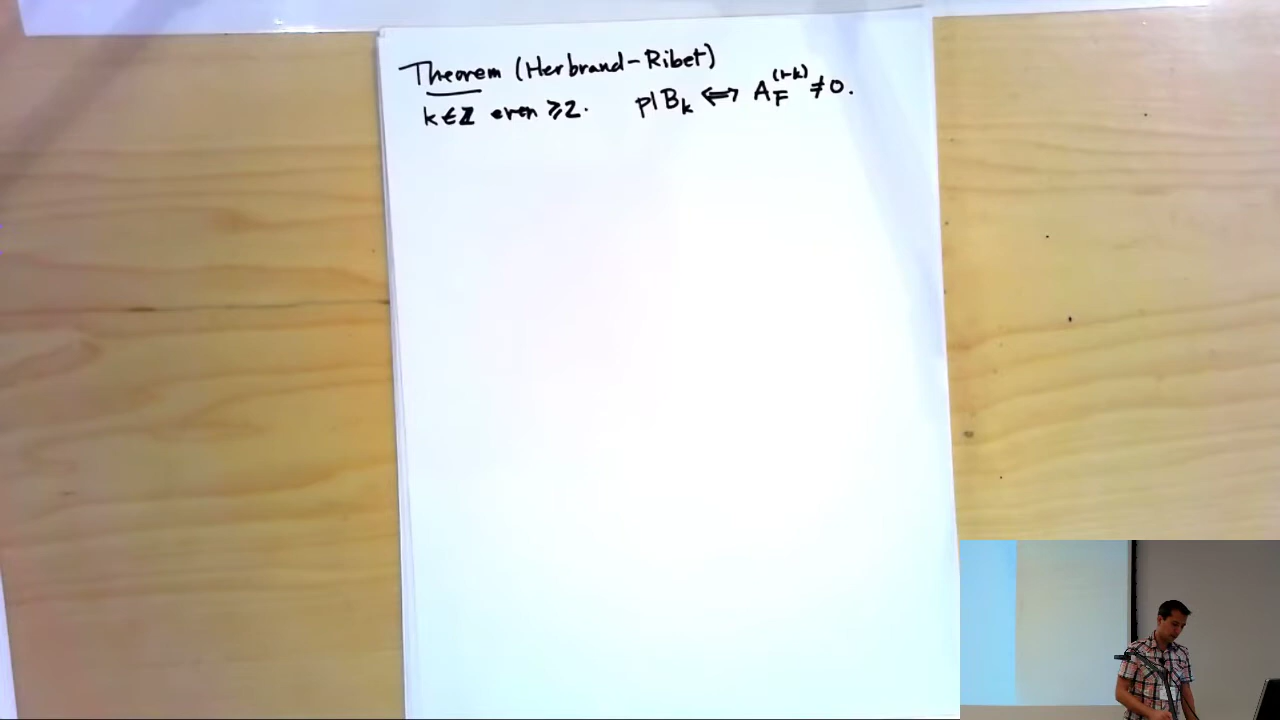 Theorem (Herbrand-Ribet)
k∈ℤ even ≥2. p|B_k ⟺ A_F^{(1-k)} ≠ 0.